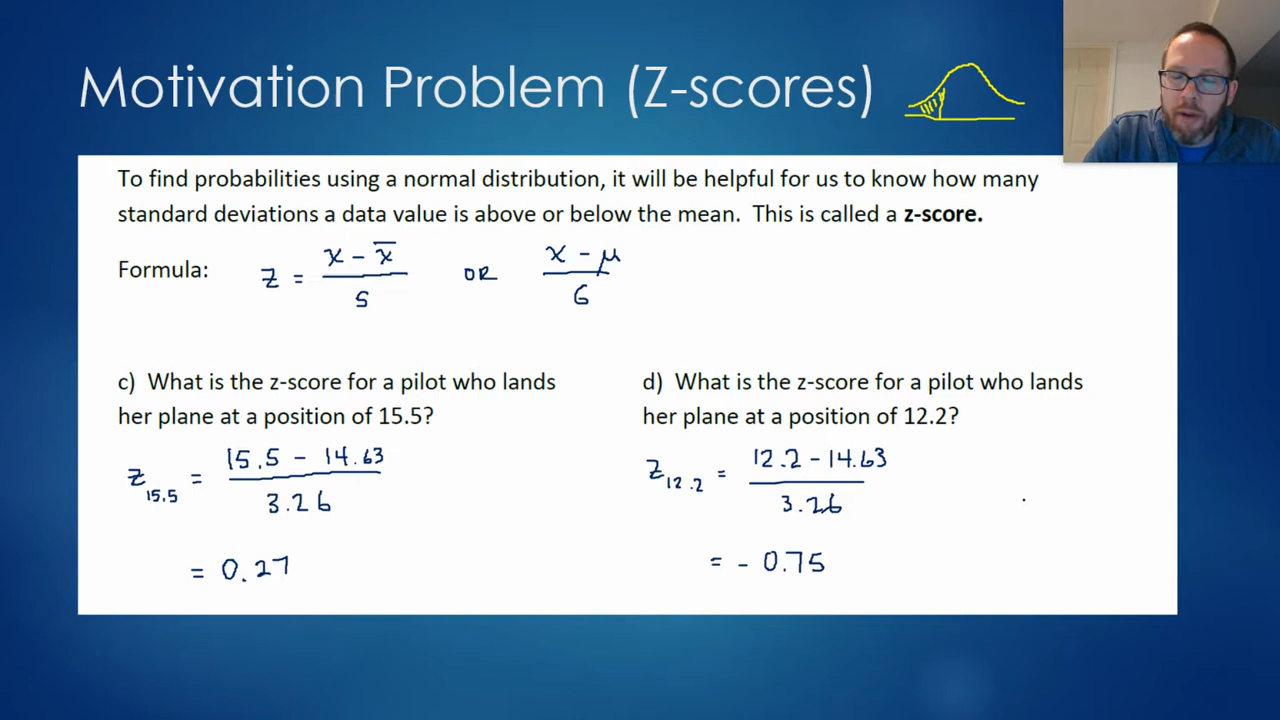 Motivation Problem (Z-scores)
To find probabilities using a normal distribution, it will be helpful for us to know how many
standard deviations a data value is above or below the mean. This is called a z-score.
Formula: z = (x - x̅)/s OR (x - μ)/σ
c) What is the z-score for a pilot who lands
her plane at a position of 15.5?
z₁₅.₅ = (15.5 - 14.63)/3.26
= 0.27
d) What is the z-score for a pilot who lands
her plane at a position of 12.2?
z₁₂.₂ = (12.2 - 14.63)/3.26
= - 0.75